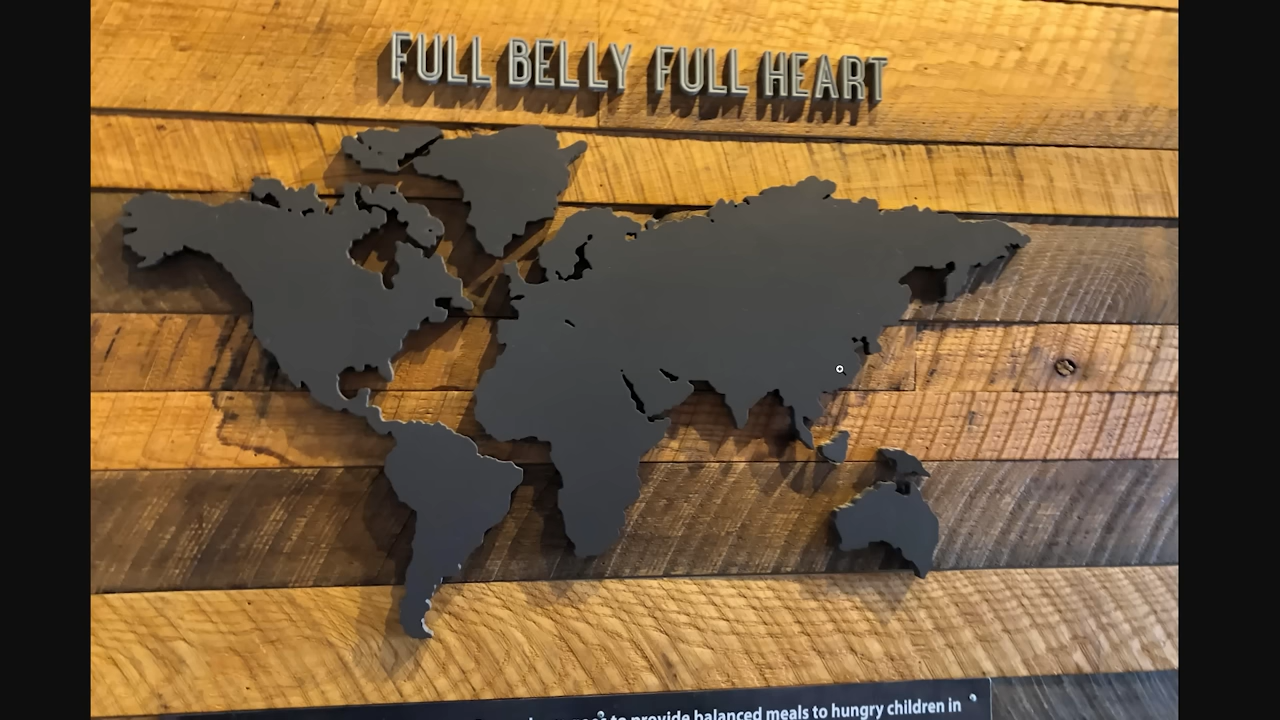 FULL BELLY FULL HEART
to provide balanced meals to hungry children in